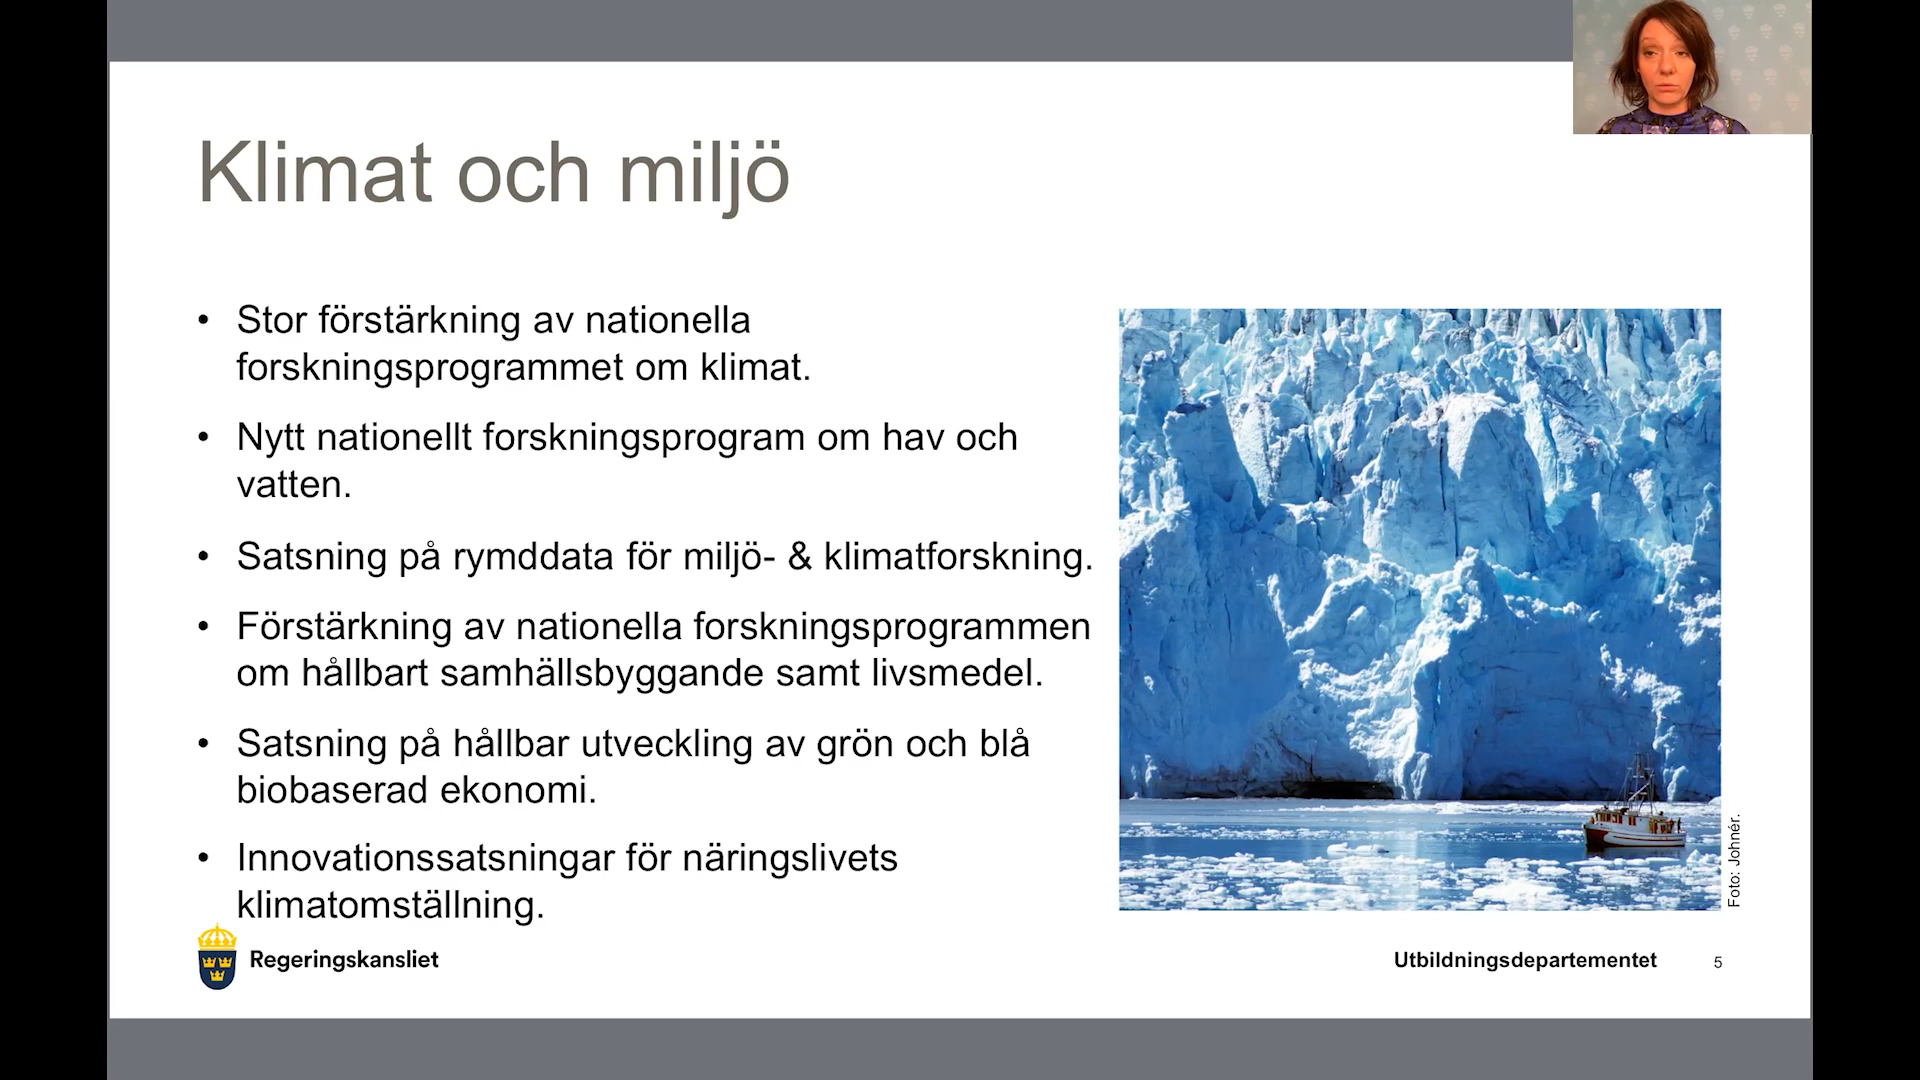 Klimat och miljö
• Stor förstärkning av nationella
forskningsprogrammet om klimat.
• Nytt nationellt forskningsprogram om hav och
vatten.
• Satsning på rymddata för miljö- & klimatforskning.
• Förstärkning av nationella forskningsprogrammen
om hållbart samhällsbyggande samt livsmedel.
• Satsning på hållbar utveckling av grön och blå
biobaserad ekonomi.
• Innovationssatsningar för näringslivets
klimatomställning.
Foto: Johnér.
Regeringskansliet
Utbildningsdepartementet
5